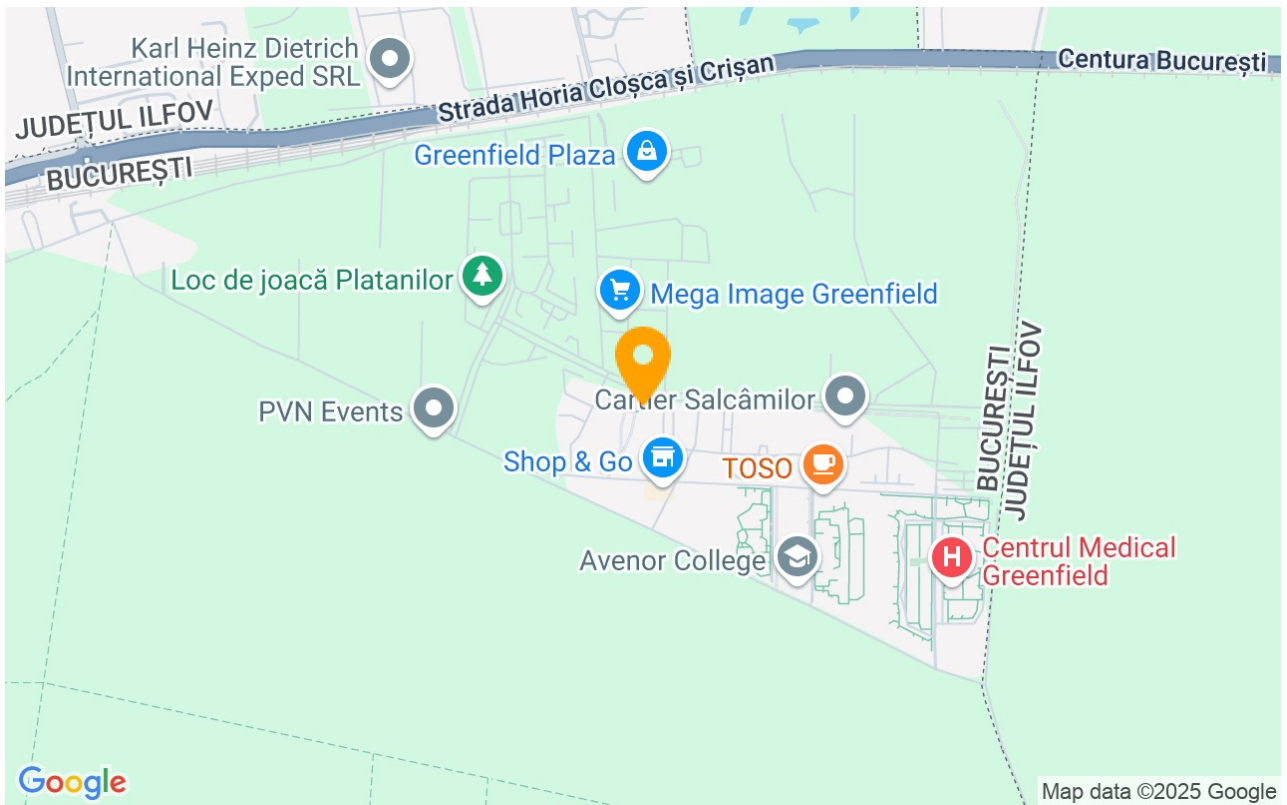 Karl Heinz Dietrich
International Exped SRL
Centura București
Strada Horia Cloșca și Crișan
JUDEȚUL ILFOV
BUCUREȘTI
Greenfield Plaza
Loc de joacă Platanilor
Mega Image Greenfield
BUCUREȘTI
JUDEȚUL ILFOV
Cartier Salcâmilor
PVN Events
Shop & Go
TOSO
Avenor College
H
Centrul Medical
Greenfield
Google
Map data ©2025 Google